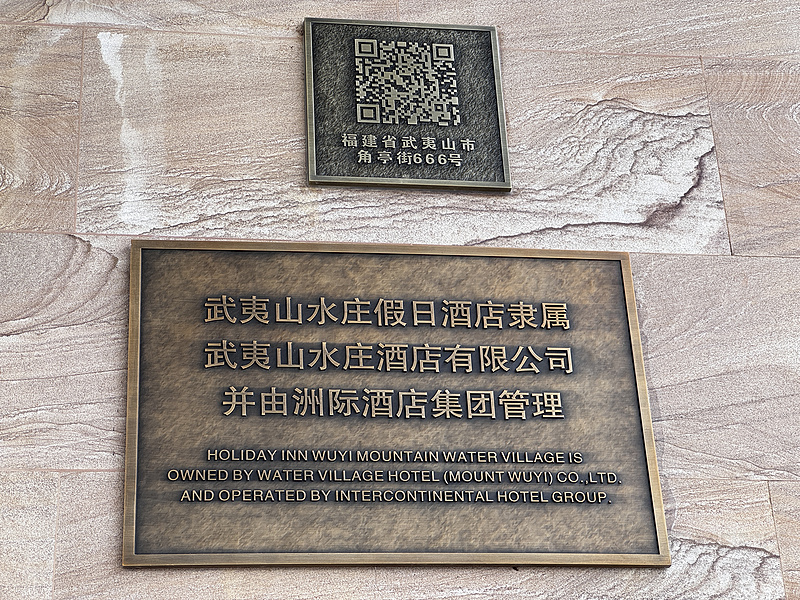 福建省武夷山市
角亭街666号
武夷山水庄假日酒店隶属
武夷山水庄酒店有限公司
并由洲际酒店集团管理
HOLIDAY INN WUYI MOUNTAIN WATER VILLAGE IS
OWNED BY WATER VILLAGE HOTEL (MOUNT WUYI) CO.,LTD.
AND OPERATED BY INTERCONTINENTAL HOTEL GROUP.